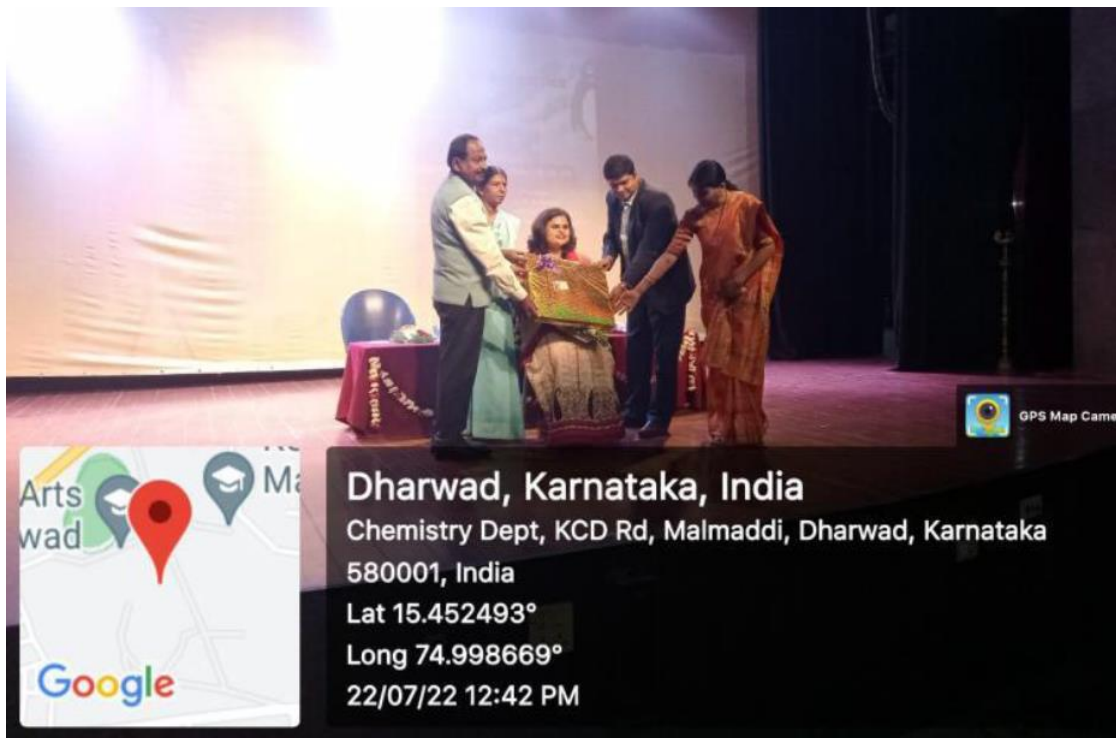 GPS Map Came
Arts
wad
Ma
Google
Dharwad, Karnataka, India
Chemistry Dept, KCD Rd, Malmaddi, Dharwad, Karnataka
580001, India
Lat 15.452493°
Long 74.998669°
22/07/22 12:42 PM